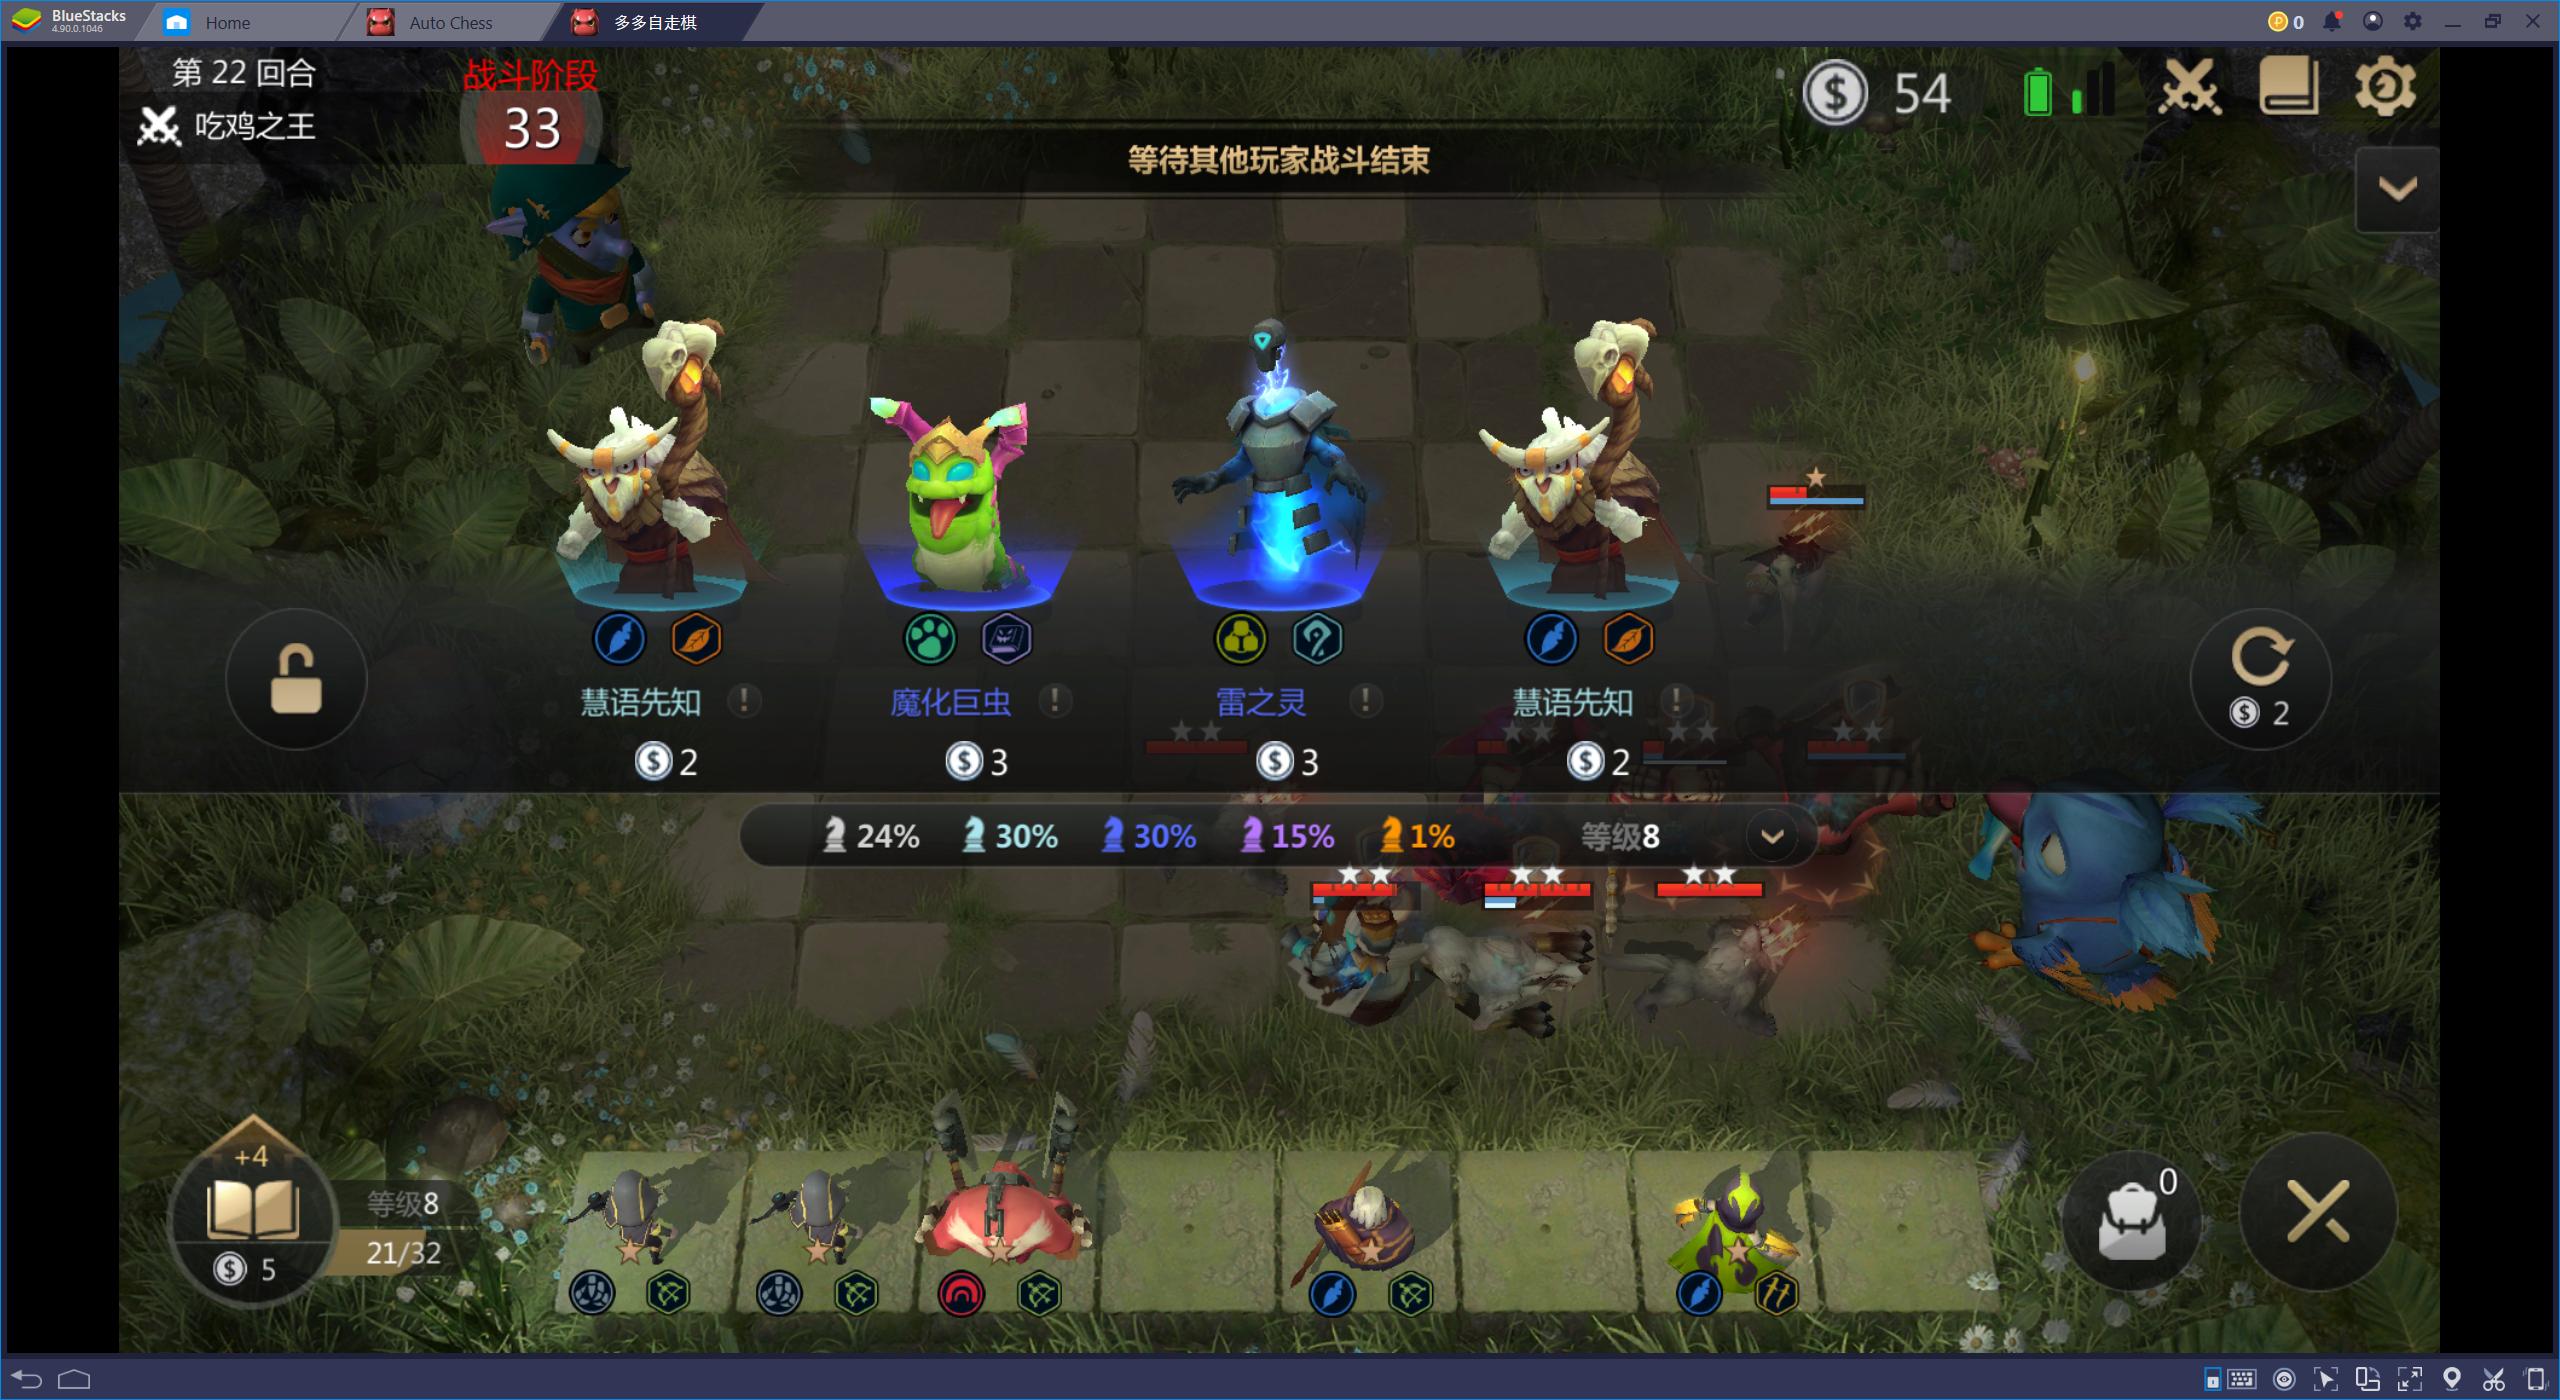 BlueStacks
4.90.0.1046
Home
Auto Chess
多多自走棋
0
第 22 回合
吃鸡之王
战斗阶段
33
54
等待其他玩家战斗结束
慧语先知 !
魔化巨虫 !
雷之灵 !
慧语先知 !
$ 2
$ 3
$ 3
$ 2
$ 2
24%
30%
30%
15%
1%
等级8
+4
等级8
21/32
$ 5
0